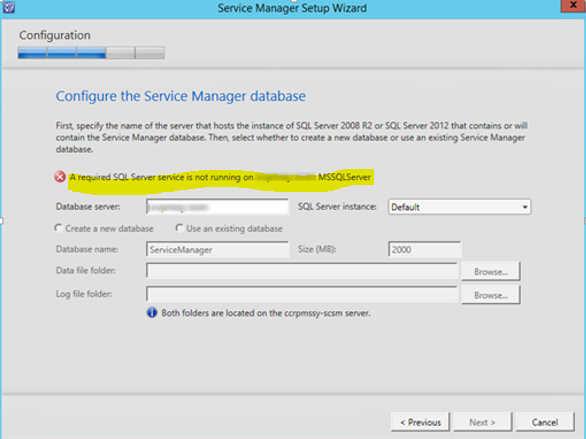 Service Manager Setup Wizard
x
Configuration
Configure the Service Manager database
First, specify the name of the server that hosts the instance of SQL Server 2008 R2 or SQL Server 2012 that contains or will
contain the Service Manager database. Then, select whether to create a new database or use an existing Service Manager
database.
A required SQL Server service is not running on MSSQLServer
Database server:
SQL Server instance: Default
Create a new database Use an existing database
Database name: ServiceManager Size (MB): 2000
Data file folder: Browse...
Log file folder: Browse...
Both folders are located on the ccrpmssy-scsm server.
< Previous Next > Cancel